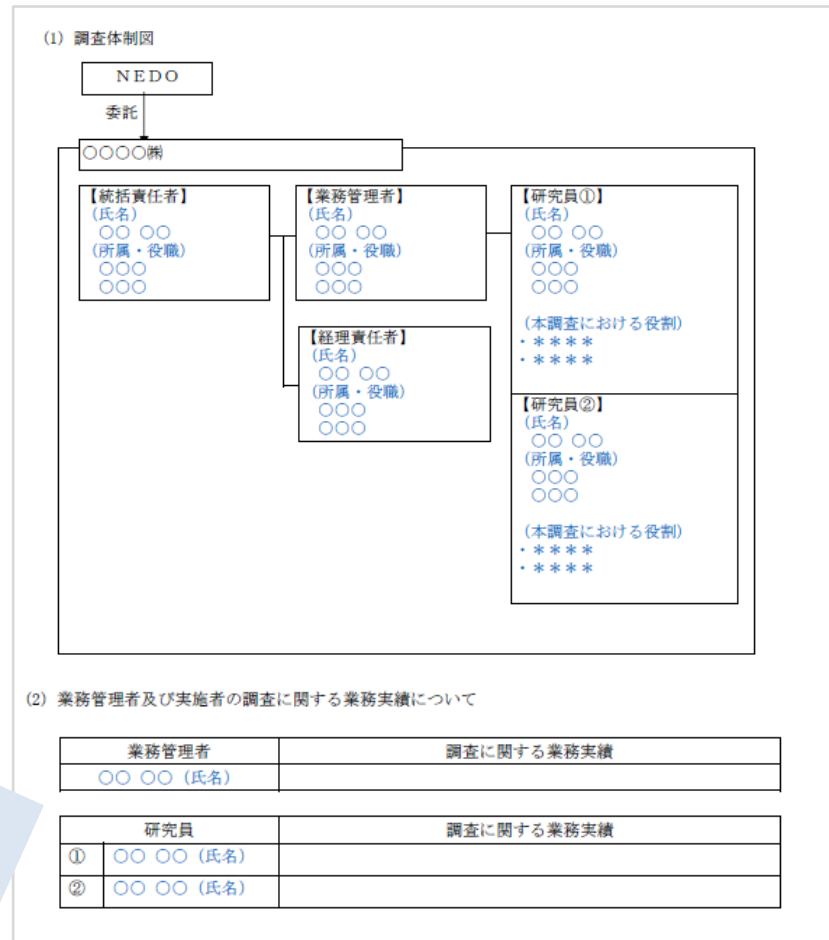 (1) 調査体制図
NEDO
委託
○○○○㈱
【統括責任者】
(氏名)
○○ ○○
(所属・役職)
○○○
○○○
【業務管理者】
(氏名)
○○ ○○
(所属・役職)
○○○
○○○
【経理責任者】
(氏名)
○○ ○○
(所属・役職)
○○○
○○○
【研究員①】
(氏名)
○○ ○○
(所属・役職)
○○○
○○○
(本調査における役割)
・＊＊＊＊
・＊＊＊＊
【研究員②】
(氏名)
○○ ○○
(所属・役職)
○○○
○○○
(本調査における役割)
・＊＊＊＊
・＊＊＊＊
(2) 業務管理者及び実施者の調査に関する業務実績について
業務管理者 調査に関する業務実績
○○ ○○ (氏名)
研究員 調査に関する業務実績
① ○○ ○○ (氏名)
② ○○ ○○ (氏名)